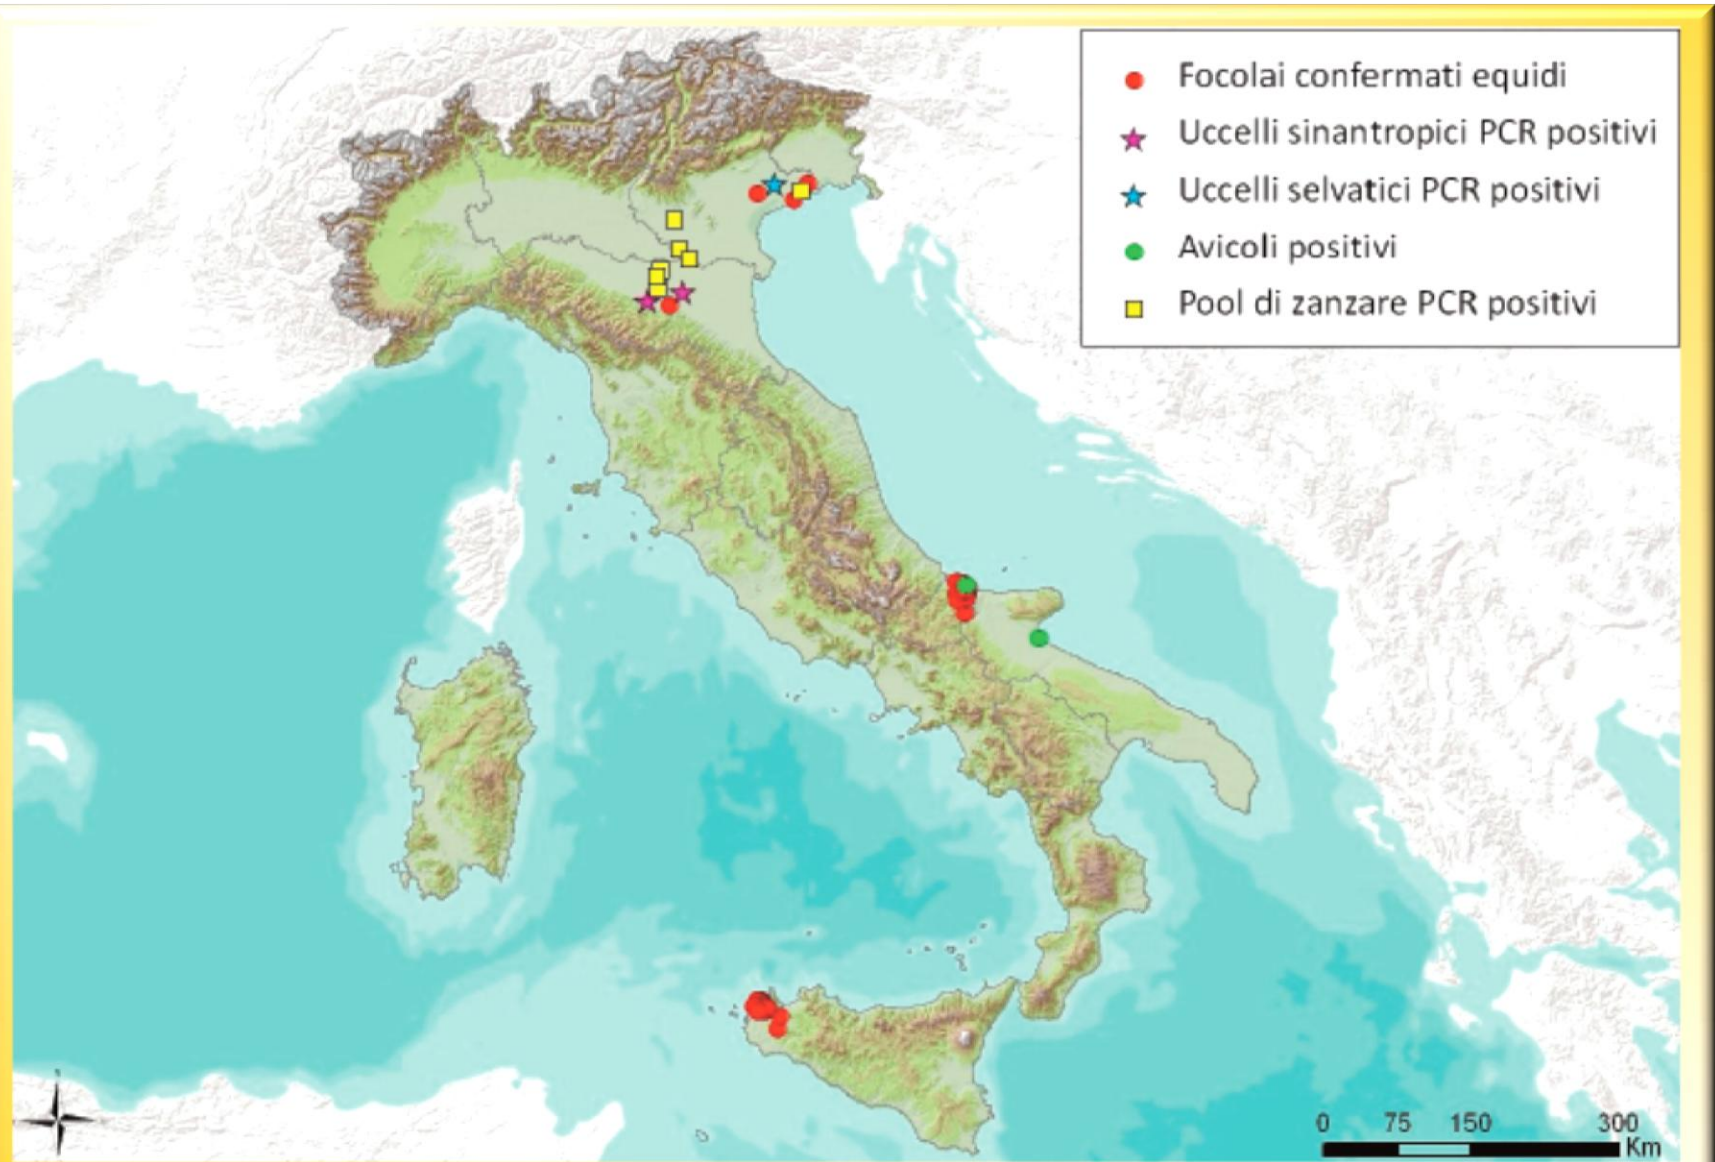 Focolai confermati equidi
Uccelli sinantropici PCR positivi
Uccelli selvatici PCR positivi
Avicoli positivi
Pool di zanzare PCR positivi
0 75 150 300
Km